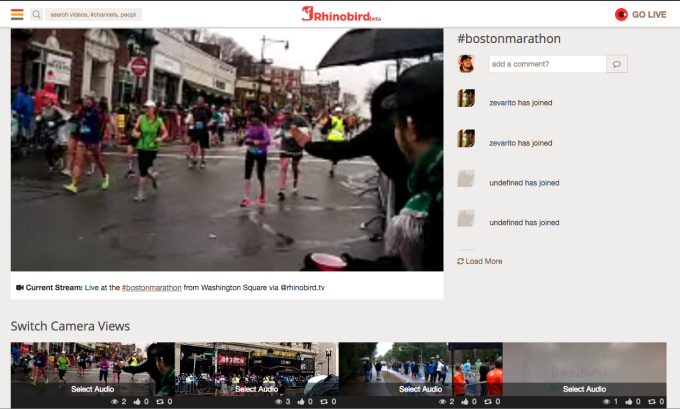 search videos, #channels, peopl
Rhinobird beta
GO LIVE
#bostonmarathon
add a comment?
zevarito has joined
zevarito has joined
undefined has joined
undefined has joined
Load More
Current Stream: Live at the #bostonmarathon from Washington Square via @rhinobird.tv
Switch Camera Views
Select Audio
2 0 0
Select Audio
3 0 0
Select Audio
2 0 0
Select Audio
1 0 0